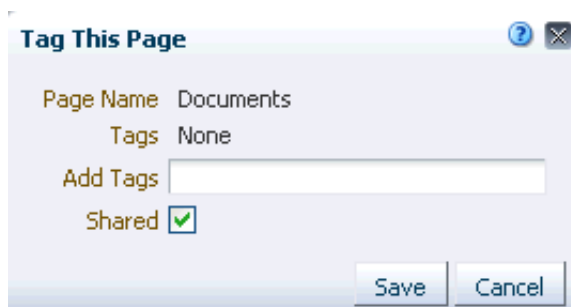 Tag This Page
Page Name Documents
Tags None
Add Tags
Shared
Save Cancel